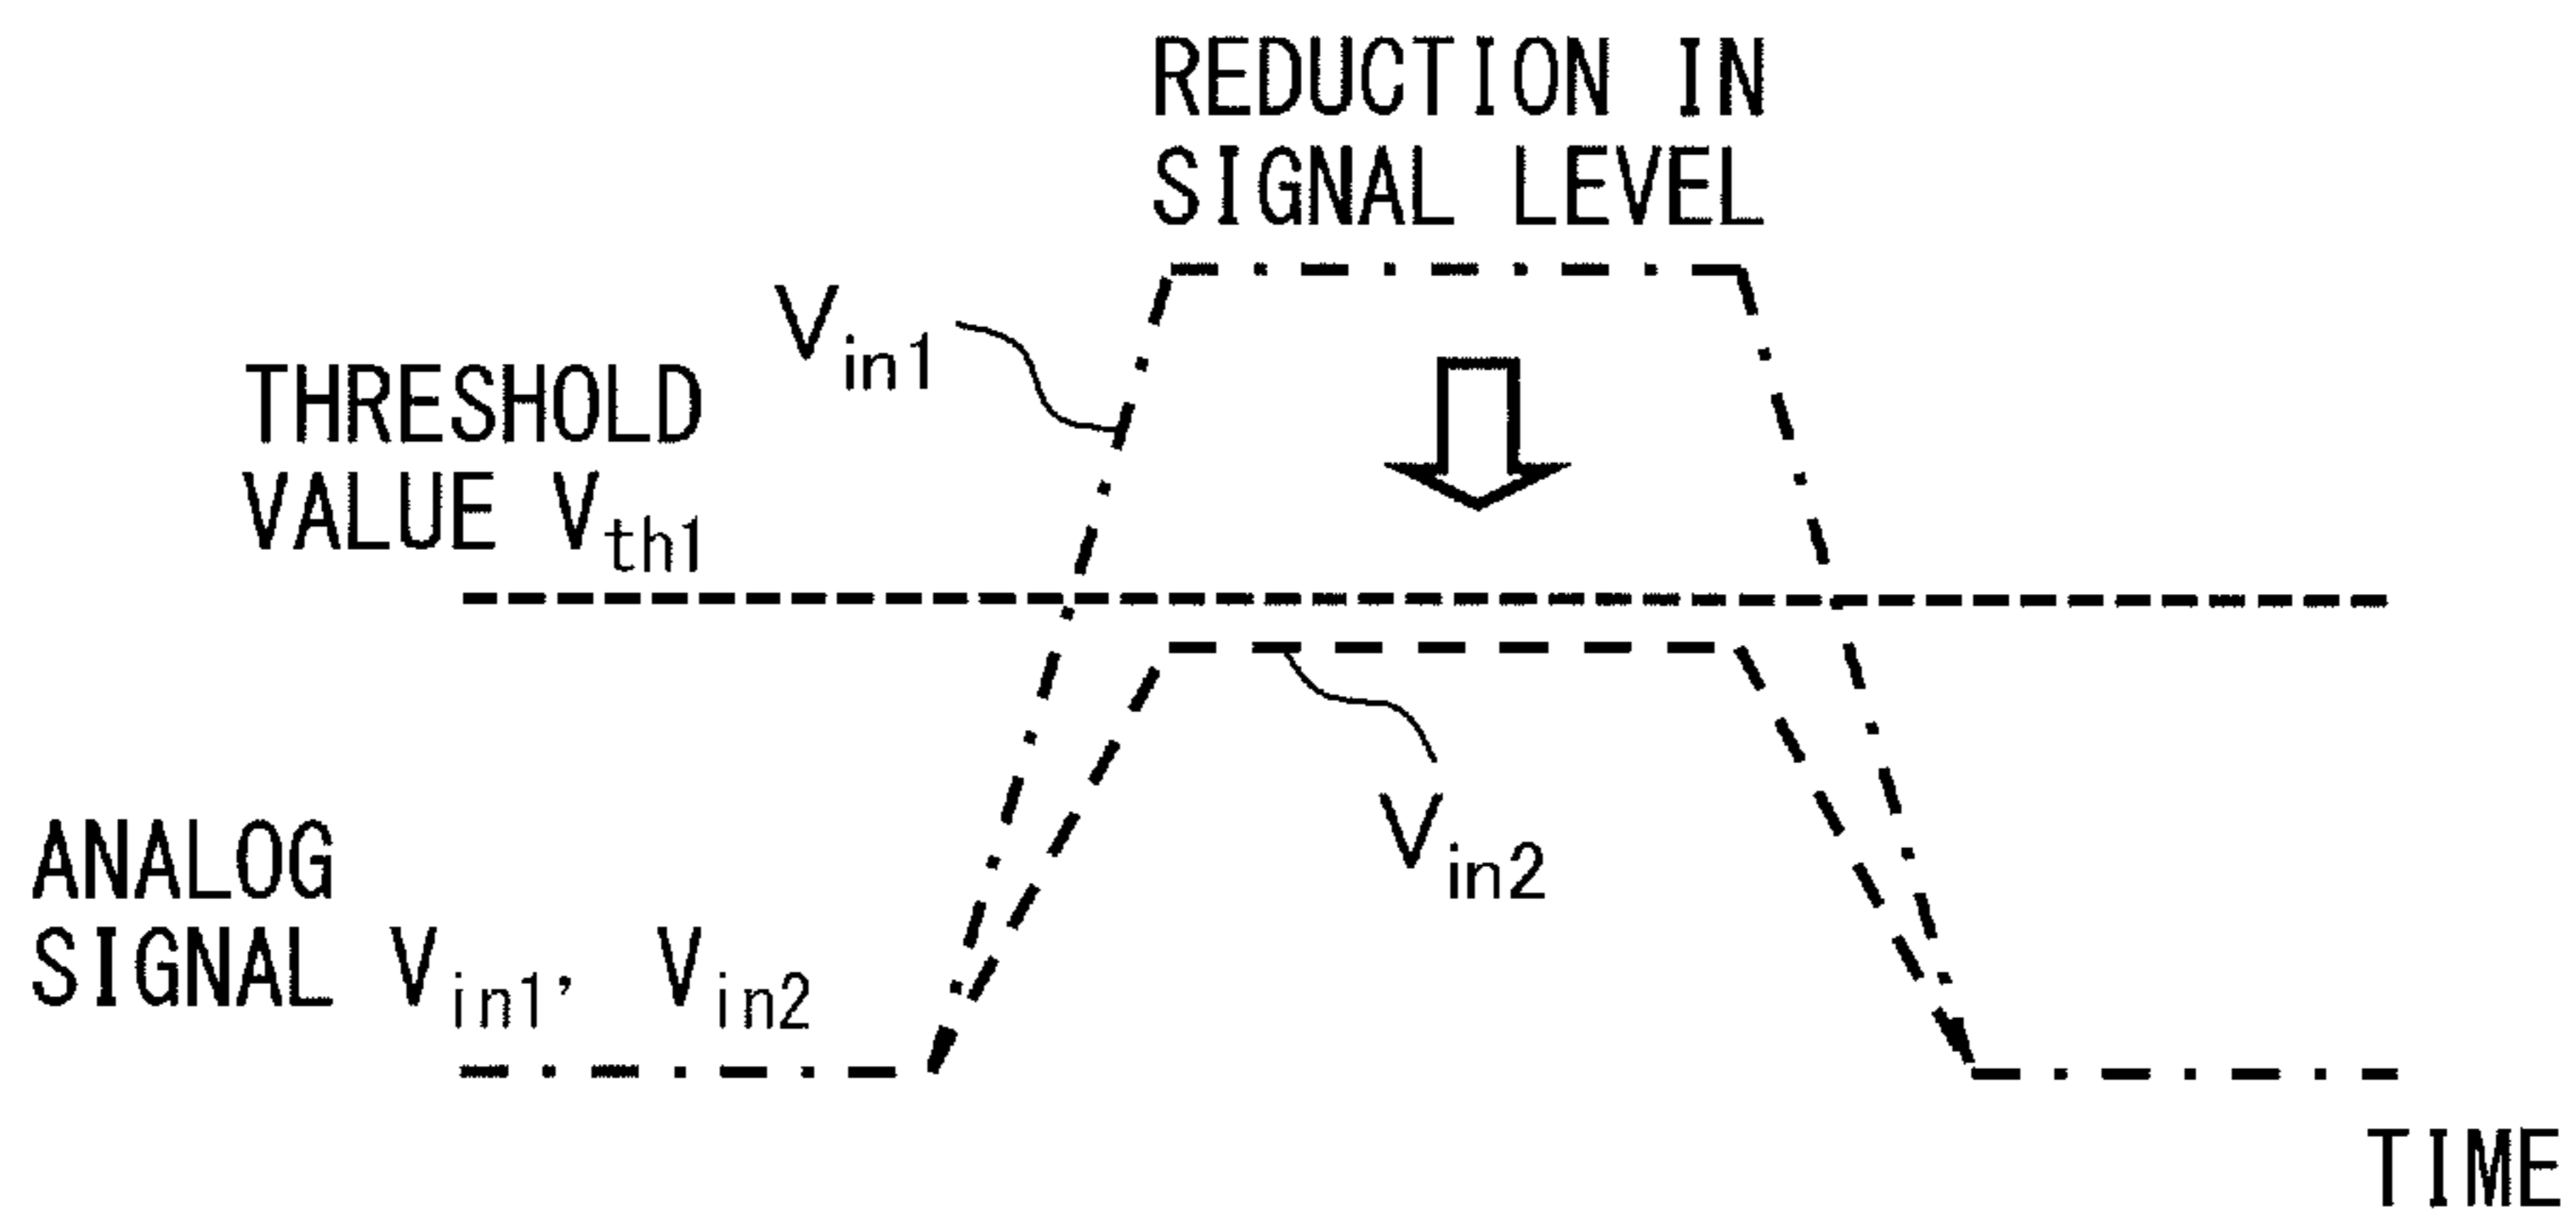 REDUCTION IN
SIGNAL LEVEL
Vin1
THRESHOLD
VALUE Vth1
Vin2
ANALOG
SIGNAL Vin1, Vin2
TIME